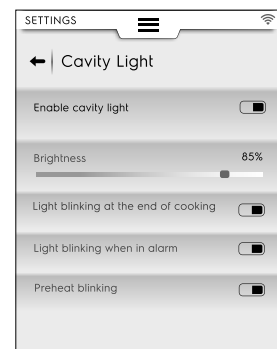 SETTINGS
Cavity Light
Enable cavity light
Brightness 85%
Light blinking at the end of cooking
Light blinking when in alarm
Preheat blinking